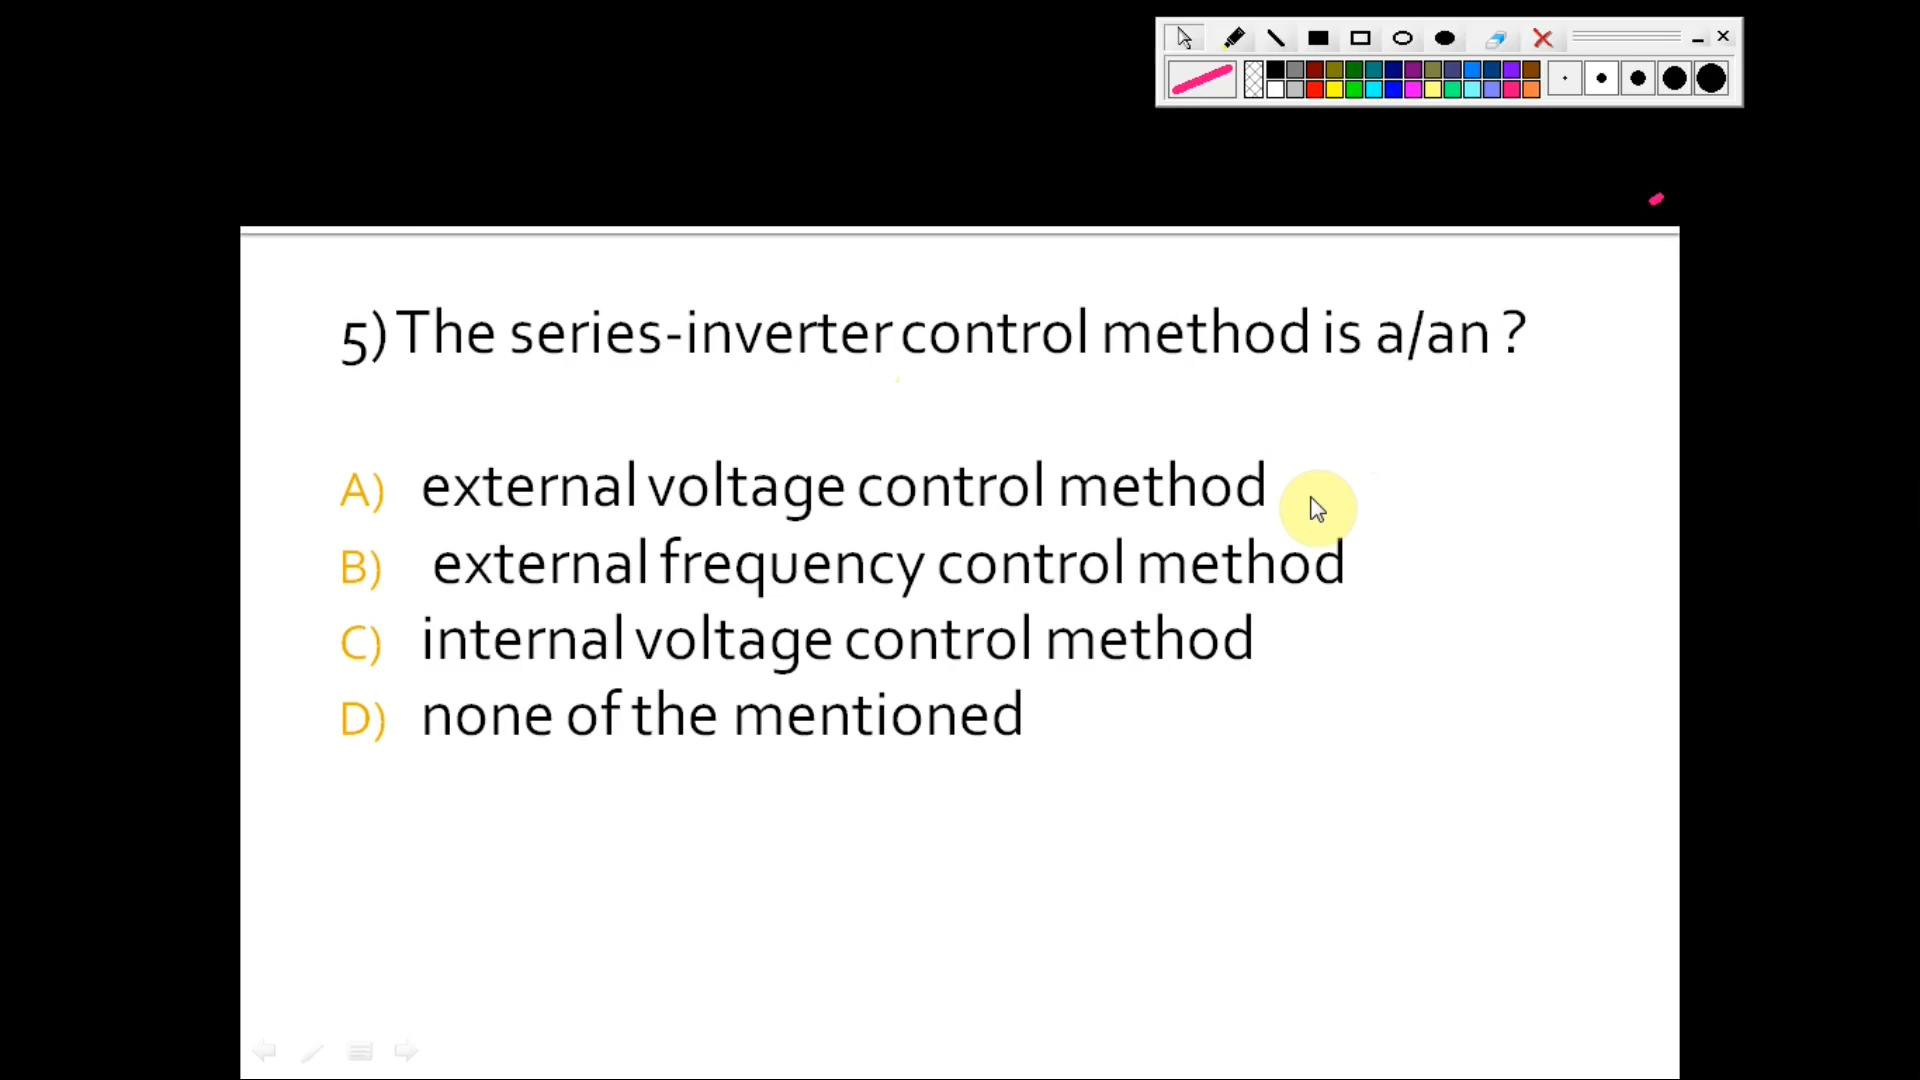 5) The series-inverter control method is a/an ?
A) external voltage control method
B) external frequency control method
C) internal voltage control method
D) none of the mentioned